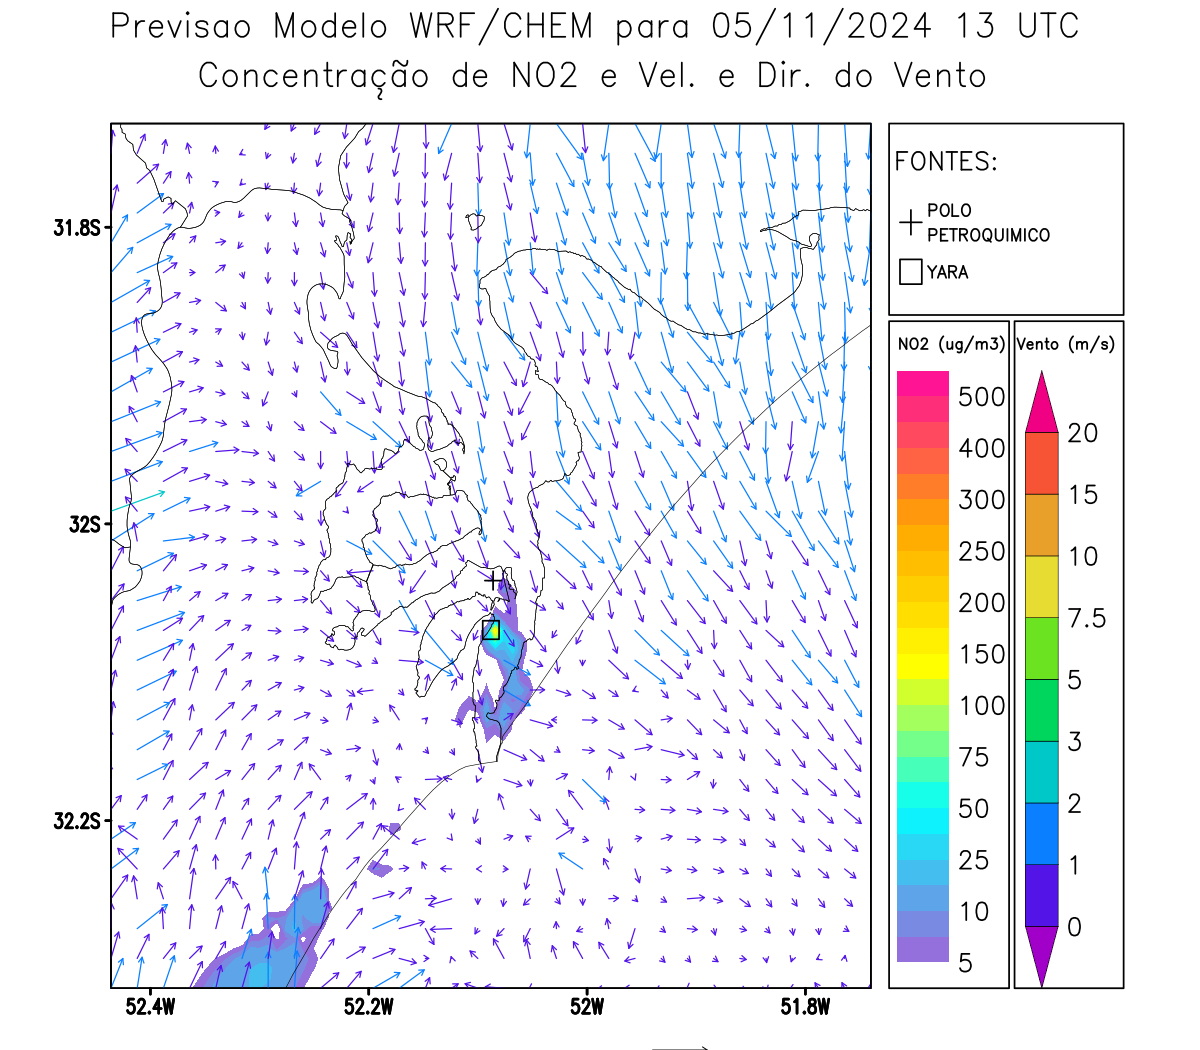 Previsao Modelo WRF/CHEM para 05/11/2024 13 UTC
Concentração de NO2 e Vel. e Dir. do Vento
FONTES:
POLO
PETROQUIMICO
YARA
NO2 (ug/m3)
500
400
300
250
200
150
100
75
50
25
10
5
Vento (m/s)
20
15
10
7.5
5
3
2
1
0
31.8S
32S
32.2S
52.4W
52.2W
52W
51.8W